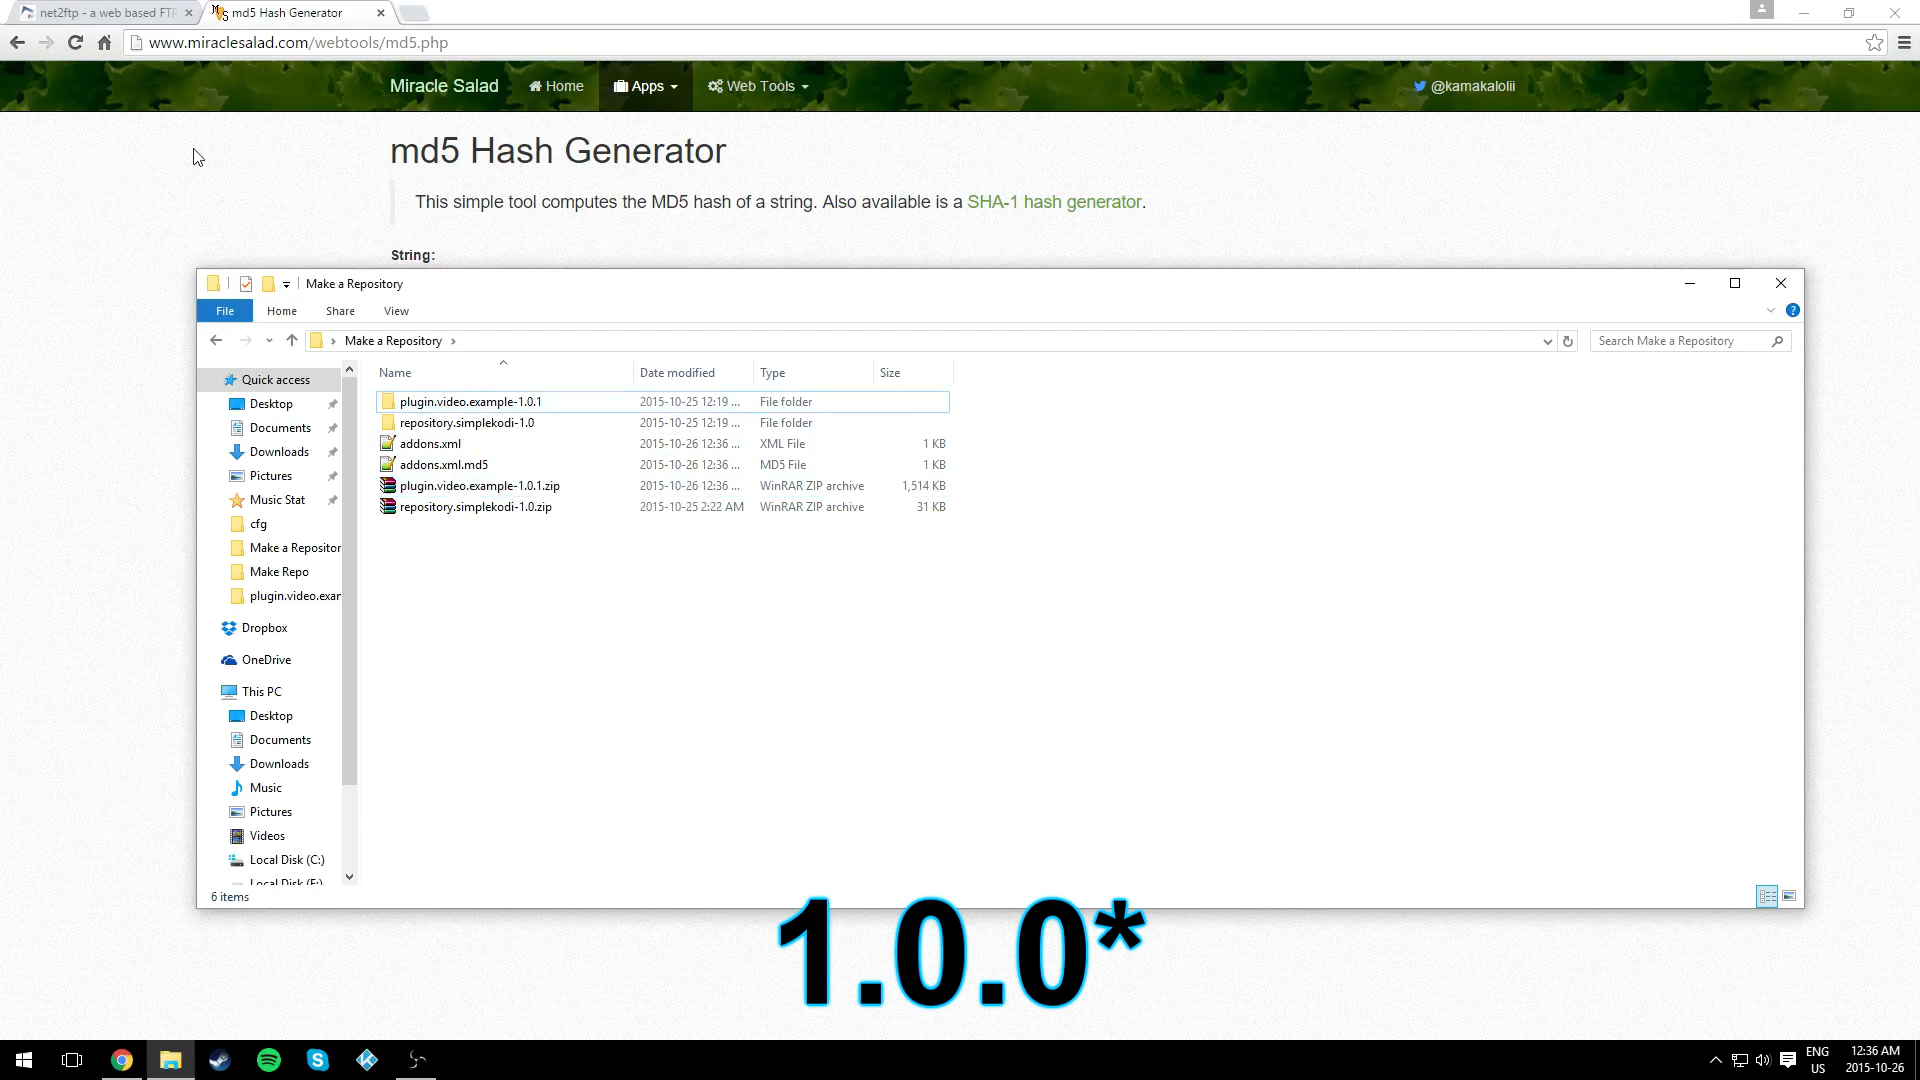 net2ftp - a web based FTP
md5 Hash Generator
www.miraclesalad.com/webtools/md5.php
Miracle Salad
Home
Apps
Web Tools
@kamakalolii
md5 Hash Generator
This simple tool computes the MD5 hash of a string. Also available is a SHA-1 hash generator.
String:
Make a Repository
File
Home
Share
View
Make a Repository
Search Make a Repository
Name
Date modified
Type
Size
Quick access
Desktop
Documents
Downloads
Pictures
Music Stat
cfg
Make a Repositor
Make Repo
plugin.video.exan
Dropbox
OneDrive
This PC
Desktop
Documents
Downloads
Music
Pictures
Videos
Local Disk (C:)
Local Disk (F:)
plugin.video.example-1.0.1 2015-10-25 12:19 ... File folder
repository.simplekodi-1.0 2015-10-25 12:19 ... File folder
addons.xml 2015-10-26 12:36 ... XML File 1 KB
addons.xml.md5 2015-10-26 12:36 ... MD5 File 1 KB
plugin.video.example-1.0.1.zip 2015-10-26 12:36 ... WinRAR ZIP archive 1,514 KB
repository.simplekodi-1.0.zip 2015-10-25 2:22 AM WinRAR ZIP archive 31 KB
6 items
1.0.0*
ENG
US
12:36 AM
2015-10-26